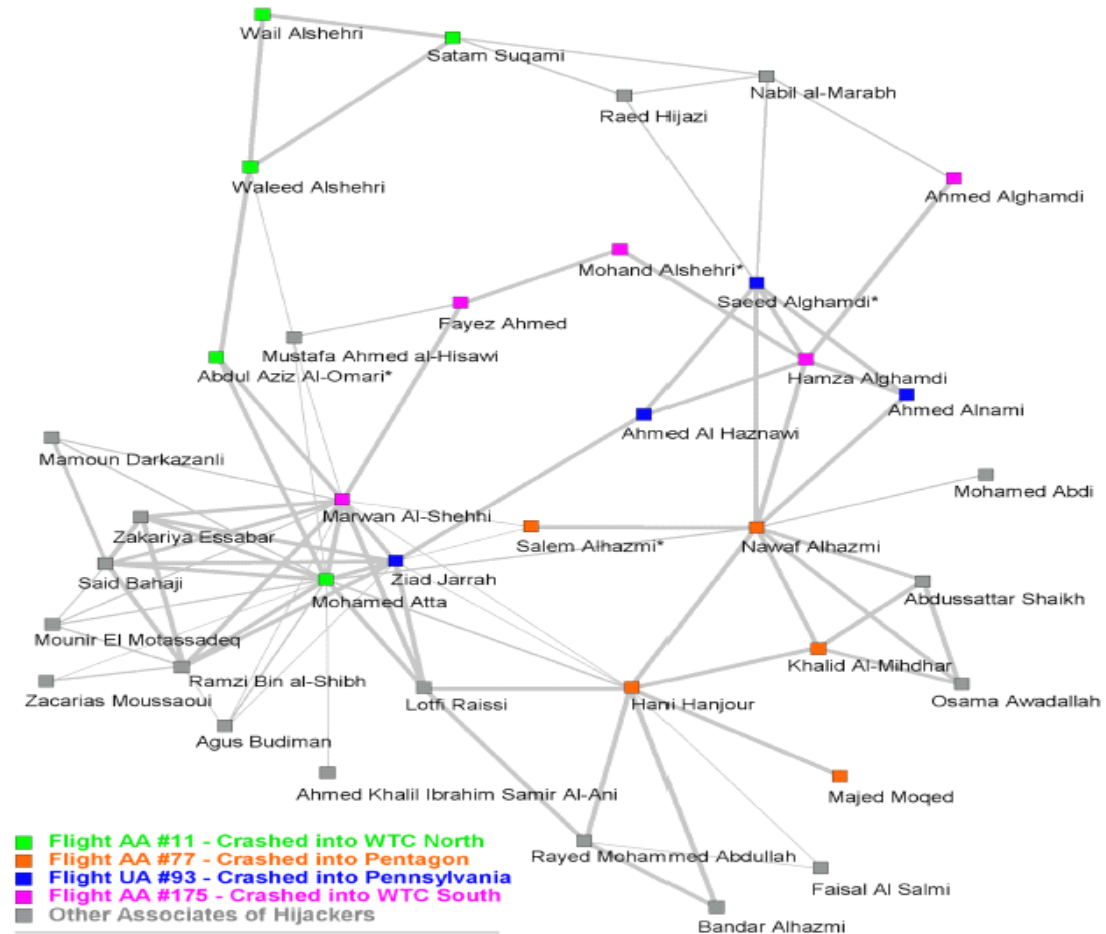 Wail Alshehri
Satam Suqami
Nabil al-Marabh
Raed Hijazi
Waleed Alshehri
Ahmed Alghamdi
Mohand Alshehri*
Saeed Alghamdi*
Fayez Ahmed
Mustafa Ahmed al-Hisawi
Abdul Aziz Al-Omari*
Hamza Alghamdi
Ahmed Alnami
Ahmed Al Haznawi
Mamoun Darkazanli
Mohamed Abdi
Marwan Al-Shehhi
Zakariya Essabar
Salem Alhazmi*
Nawaf Alhazmi
Said Bahaji
Ziad Jarrah
Mohamed Atta
Abdussattar Shaikh
Mounir El Motassadeq
Khalid Al-Mihdhar
Ramzi Bin al-Shibh
Zacarias Moussaoui
Lotfi Raissi
Hani Hanjour
Osama Awadallah
Agus Budiman
Ahmed Khalil Ibrahim Samir Al-Ani
Majed Moqed
Flight AA #11 - Crashed into WTC North
Flight AA #77 - Crashed into Pentagon
Flight UA #93 - Crashed into Pennsylvania
Flight AA #175 - Crashed into WTC South
Other Associates of Hijackers
Rayed Mohammed Abdullah
Faisal Al Salmi
Bandar Alhazmi